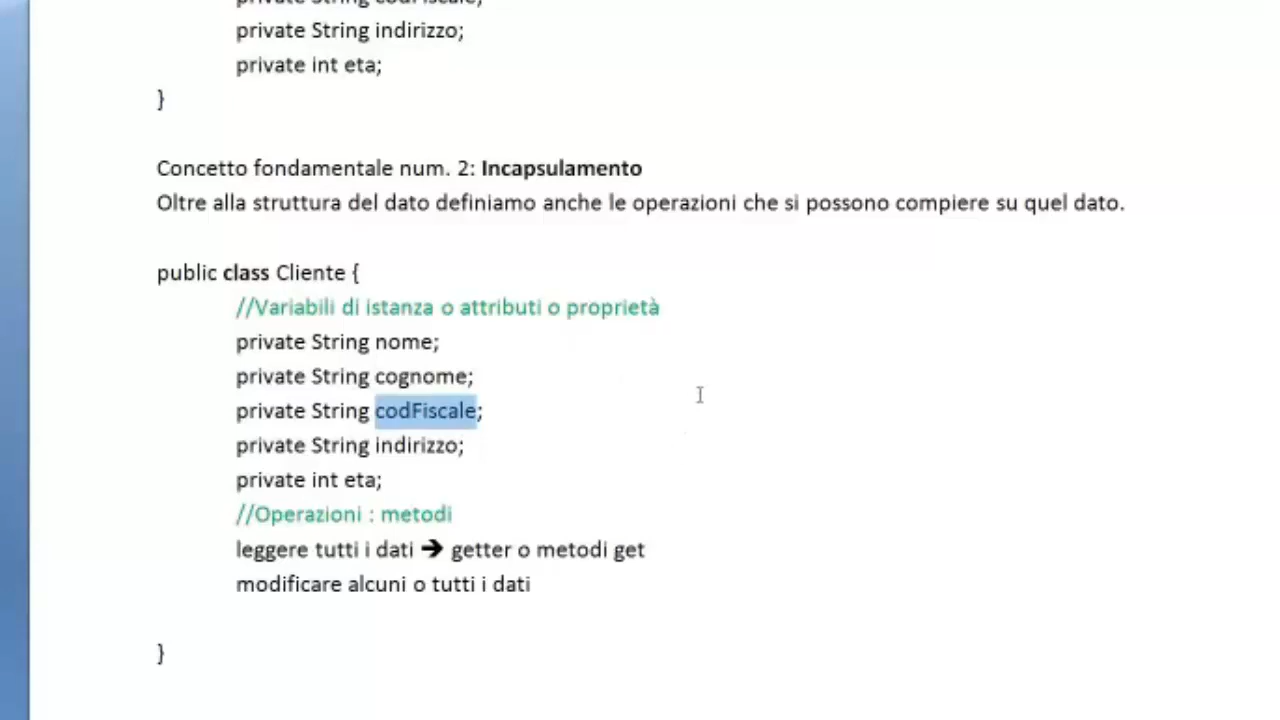 private String codFiscale;
private String indirizzo;
private int eta;
}
Concetto fondamentale num. 2: Incapsulamento
Oltre alla struttura del dato definiamo anche le operazioni che si possono compiere su quel dato.
public class Cliente {
//Variabili di istanza o attributi o proprietà
private String nome;
private String cognome;
private String codFiscale;
private String indirizzo;
private int eta;
//Operazioni : metodi
leggere tutti i dati ➔ getter o metodi get
modificare alcuni o tutti i dati
}